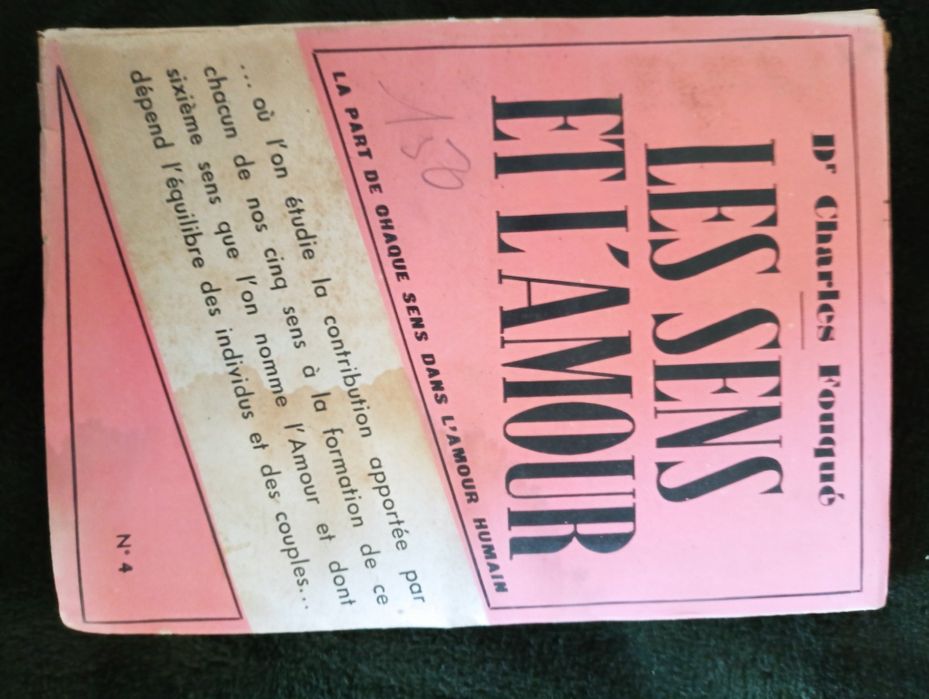 Dr Charles Fouqué
LES SENS
ET L'AMOUR
150
LA PART DE CHAQUE SENS DANS L'AMOUR HUMAIN
... où l'on étudie la contribution apportée par
chacun de nos cinq sens à la formation de ce
sixième sens que l'on nomme l'Amour et dont
dépend l'équilibre des individus et des couples...
N° 4